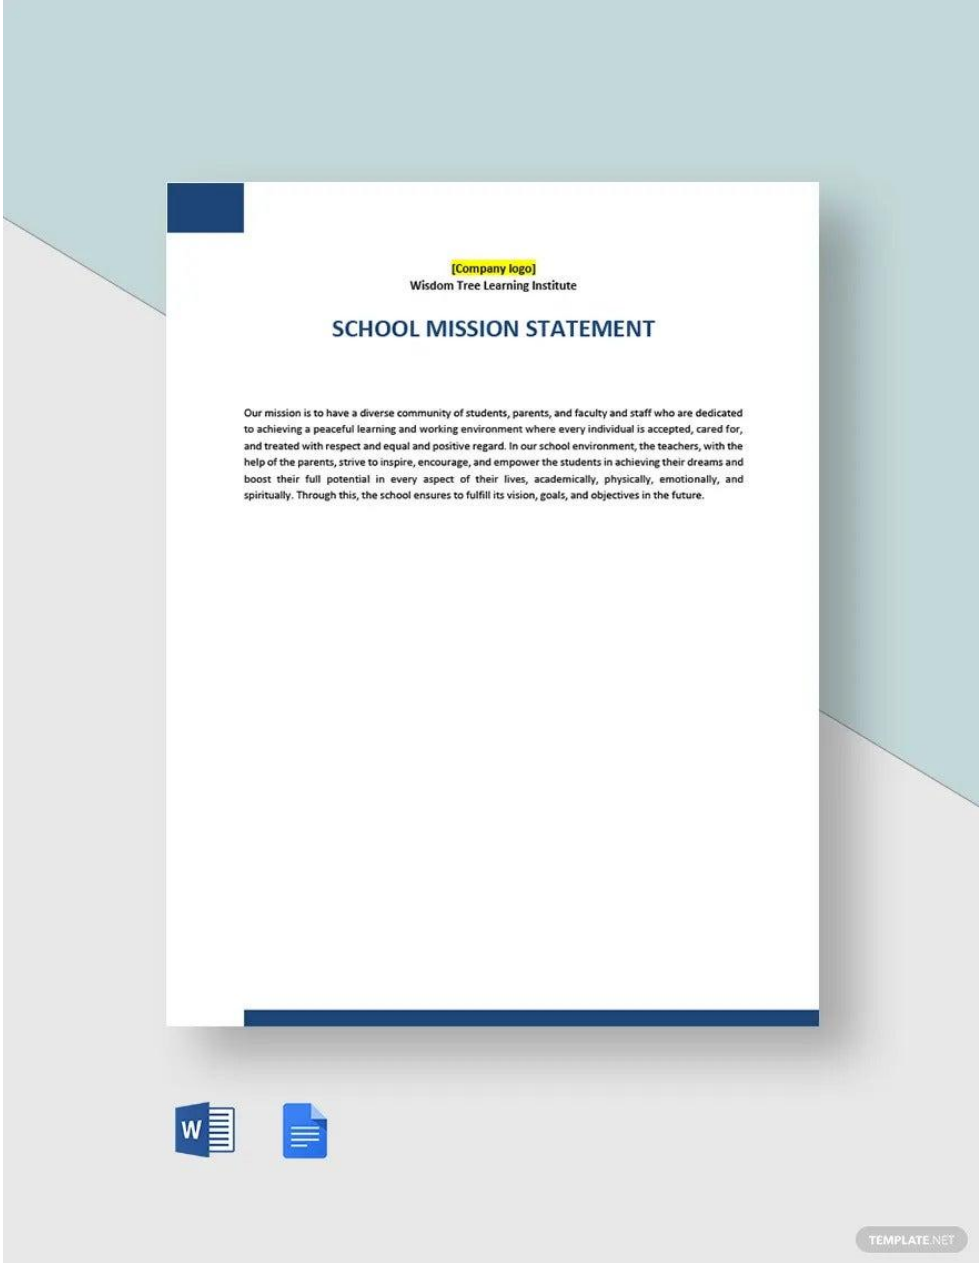 [Company logo]
Wisdom Tree Learning Institute
SCHOOL MISSION STATEMENT
Our mission is to have a diverse community of students, parents, and faculty and staff who are dedicated
to achieving a peaceful learning and working environment where every individual is accepted, cared for,
and treated with respect and equal and positive regard. In our school environment, the teachers, with the
help of the parents, strive to inspire, encourage, and empower the students in achieving their dreams and
boost their full potential in every aspect of their lives, academically, physically, emotionally, and
spiritually. Through this, the school ensures to fulfill its vision, goals, and objectives in the future.
W
TEMPLATE.NET